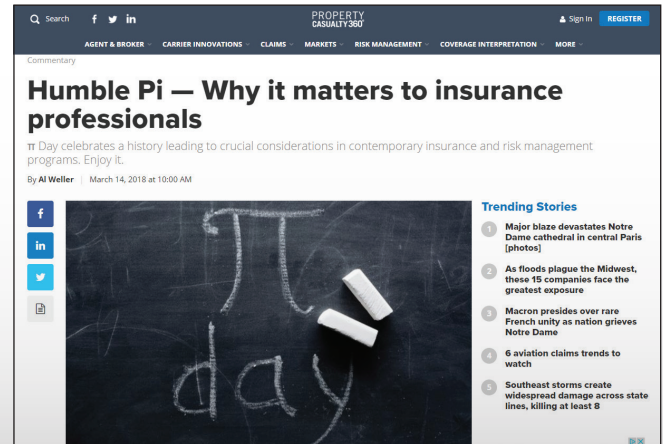 Search
PROPERTY
CASUALTY360°
Sign In
REGISTER
AGENT & BROKER
CARRIER INNOVATIONS
CLAIMS
MARKETS
RISK MANAGEMENT
COVERAGE INTERPRETATION
MORE
Commentary
Humble Pi — Why it matters to insurance
professionals
π Day celebrates a history leading to crucial considerations in contemporary insurance and risk management
programs. Enjoy it.
By Al Weller | March 14, 2018 at 10:00 AM
π
day
Trending Stories
1 Major blaze devastates Notre
Dame cathedral in central Paris
[photos]
2 As floods plague the Midwest,
these 15 companies face the
greatest exposure
3 Macron presides over rare
French unity as nation grieves
Notre Dame
4 6 aviation claims trends to
watch
5 Southeast storms create
widespread damage across state
lines, killing at least 8